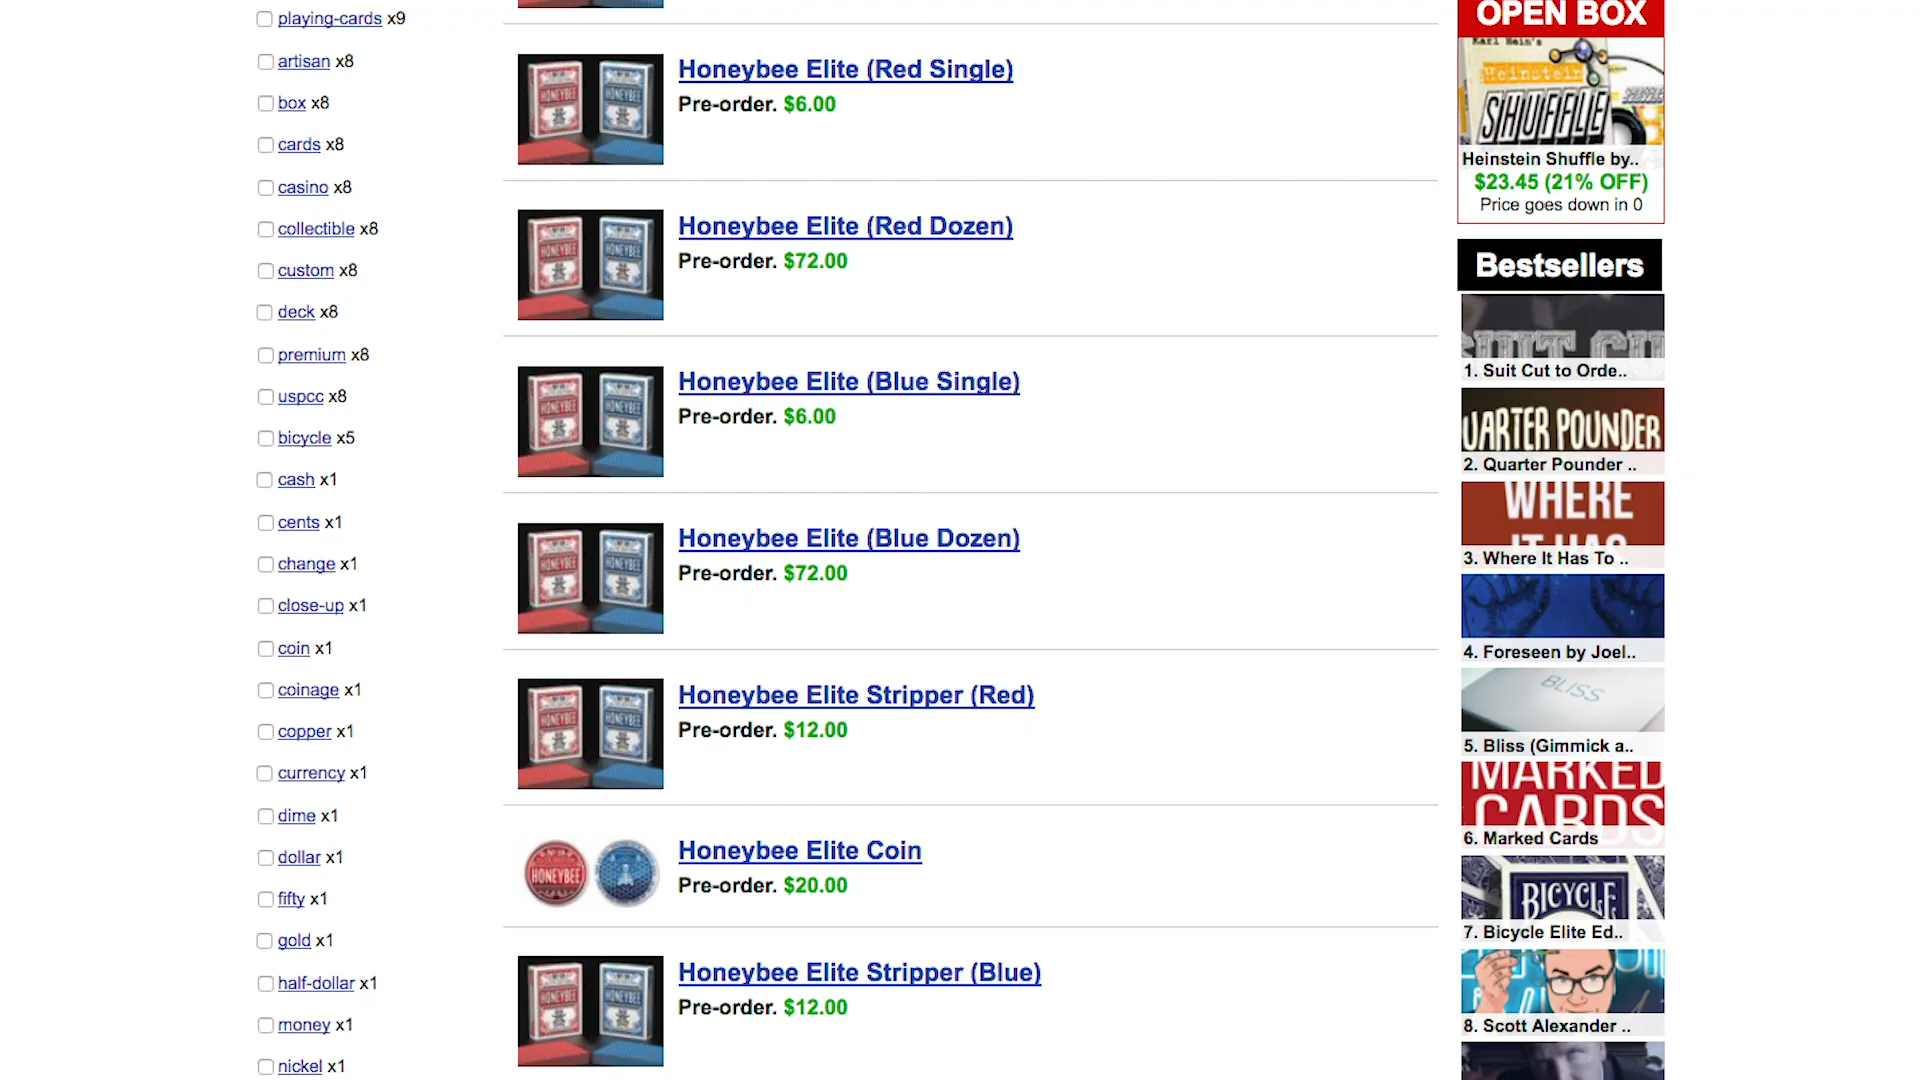 playing-cards x9
artisan x8
box x8
cards x8
casino x8
collectible x8
custom x8
deck x8
premium x8
uspcc x8
bicycle x5
cash x1
cents x1
change x1
close-up x1
coin x1
coinage x1
copper x1
currency x1
dime x1
dollar x1
fifty x1
gold x1
half-dollar x1
money x1
nickel x1
Honeybee Elite (Red Single)
Pre-order. $6.00
Honeybee Elite (Red Dozen)
Pre-order. $72.00
Honeybee Elite (Blue Single)
Pre-order. $6.00
Honeybee Elite (Blue Dozen)
Pre-order. $72.00
Honeybee Elite Stripper (Red)
Pre-order. $12.00
HONEYBEE
Honeybee Elite Coin
Pre-order. $20.00
Honeybee Elite Stripper (Blue)
Pre-order. $12.00
OPEN BOX
Karl Hein's
Heinstein
SHUFFLE
Heinstein Shuffle by..
$23.45 (21% OFF)
Price goes down in 0
Bestsellers
1. Suit Cut to Orde..
UARTER POUNDER
2. Quarter Pounder ..
WHERE
IT HAS
3. Where It Has To ..
4. Foreseen by Joel..
BLISS
5. Bliss (Gimmick a..
MARKED
CARDS
6. Marked Cards
BICYCLE
7. Bicycle Elite Ed..
8. Scott Alexander ..